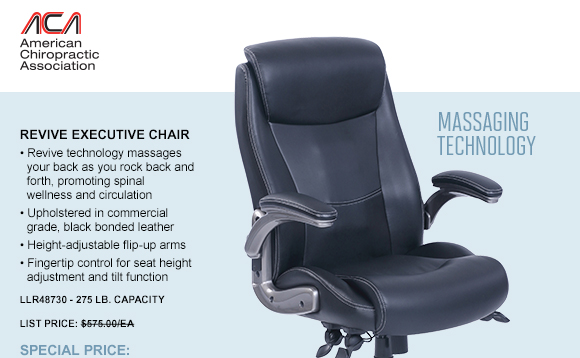 ACA
American
Chiropractic
Association
MASSAGING
TECHNOLOGY
REVIVE EXECUTIVE CHAIR
• Revive technology massages
your back as you rock back and
forth, promoting spinal
wellness and circulation
• Upholstered in commercial
grade, black bonded leather
• Height-adjustable flip-up arms
• Fingertip control for seat height
adjustment and tilt function
LLR48730 - 275 LB. CAPACITY
LIST PRICE: $575.00/EA
SPECIAL PRICE: